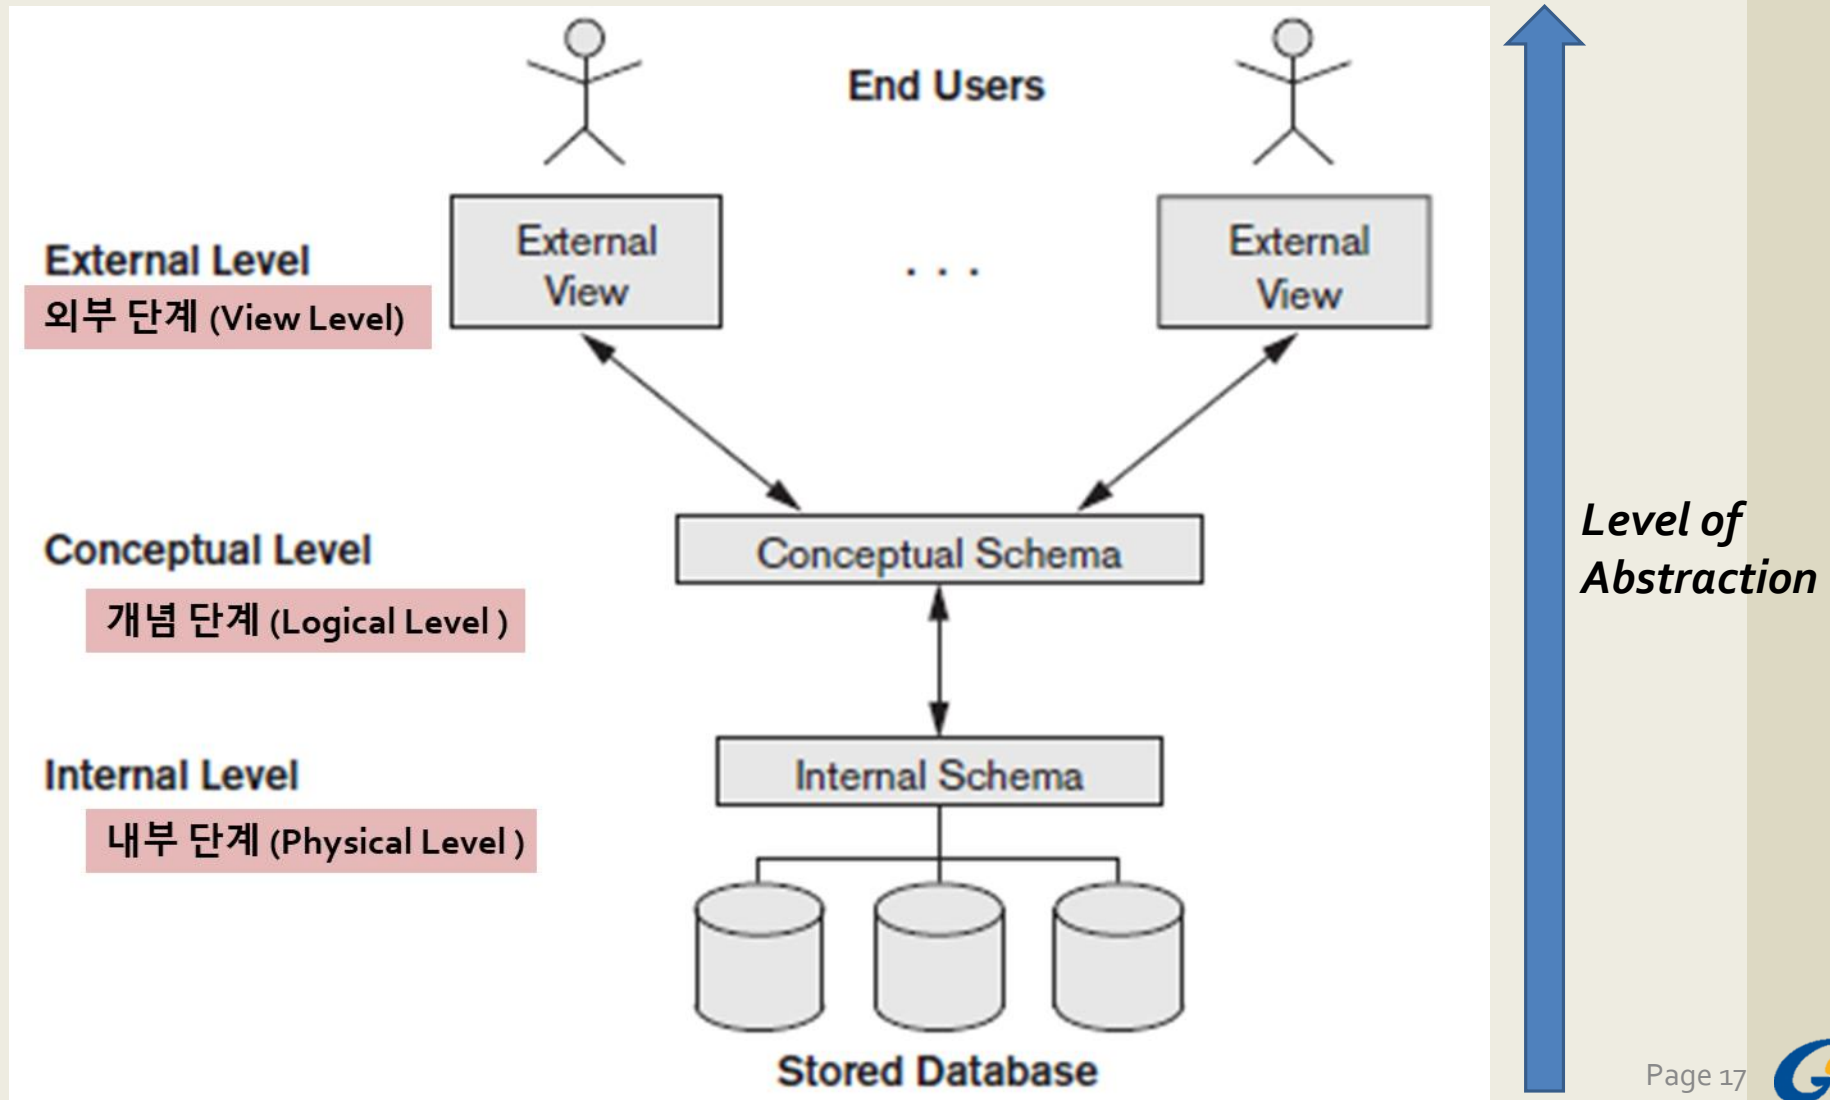 End Users
External
View
. . .
External
View
External Level
외부 단계 (View Level)
Level of
Abstraction
Conceptual Level
Conceptual Schema
개념 단계 (Logical Level )
Internal Level
Internal Schema
내부 단계 (Physical Level )
Stored Database
Page 17